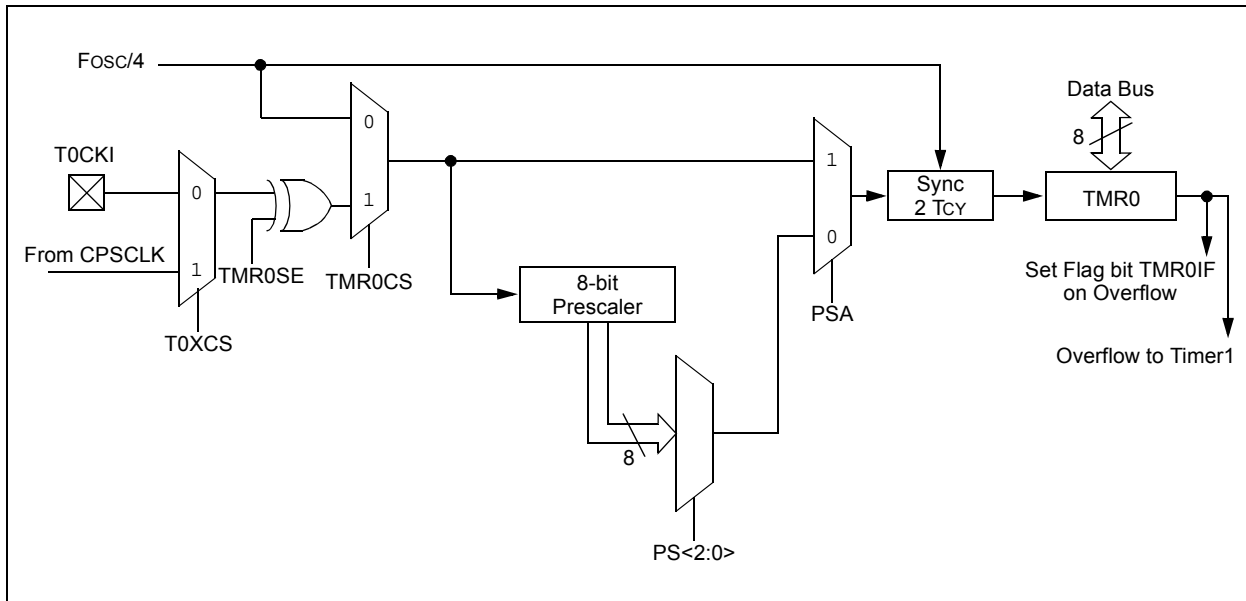 FOSC/4
Data Bus
8
T0CKI
0
1
0
1
1
0
From CPSCLK
TMR0SE
TMR0CS
T0XCS
8-bit
Prescaler
8
PS<2:0>
PSA
Sync
2 TCY
TMR0
Set Flag bit TMR0IF
on Overflow
Overflow to Timer1